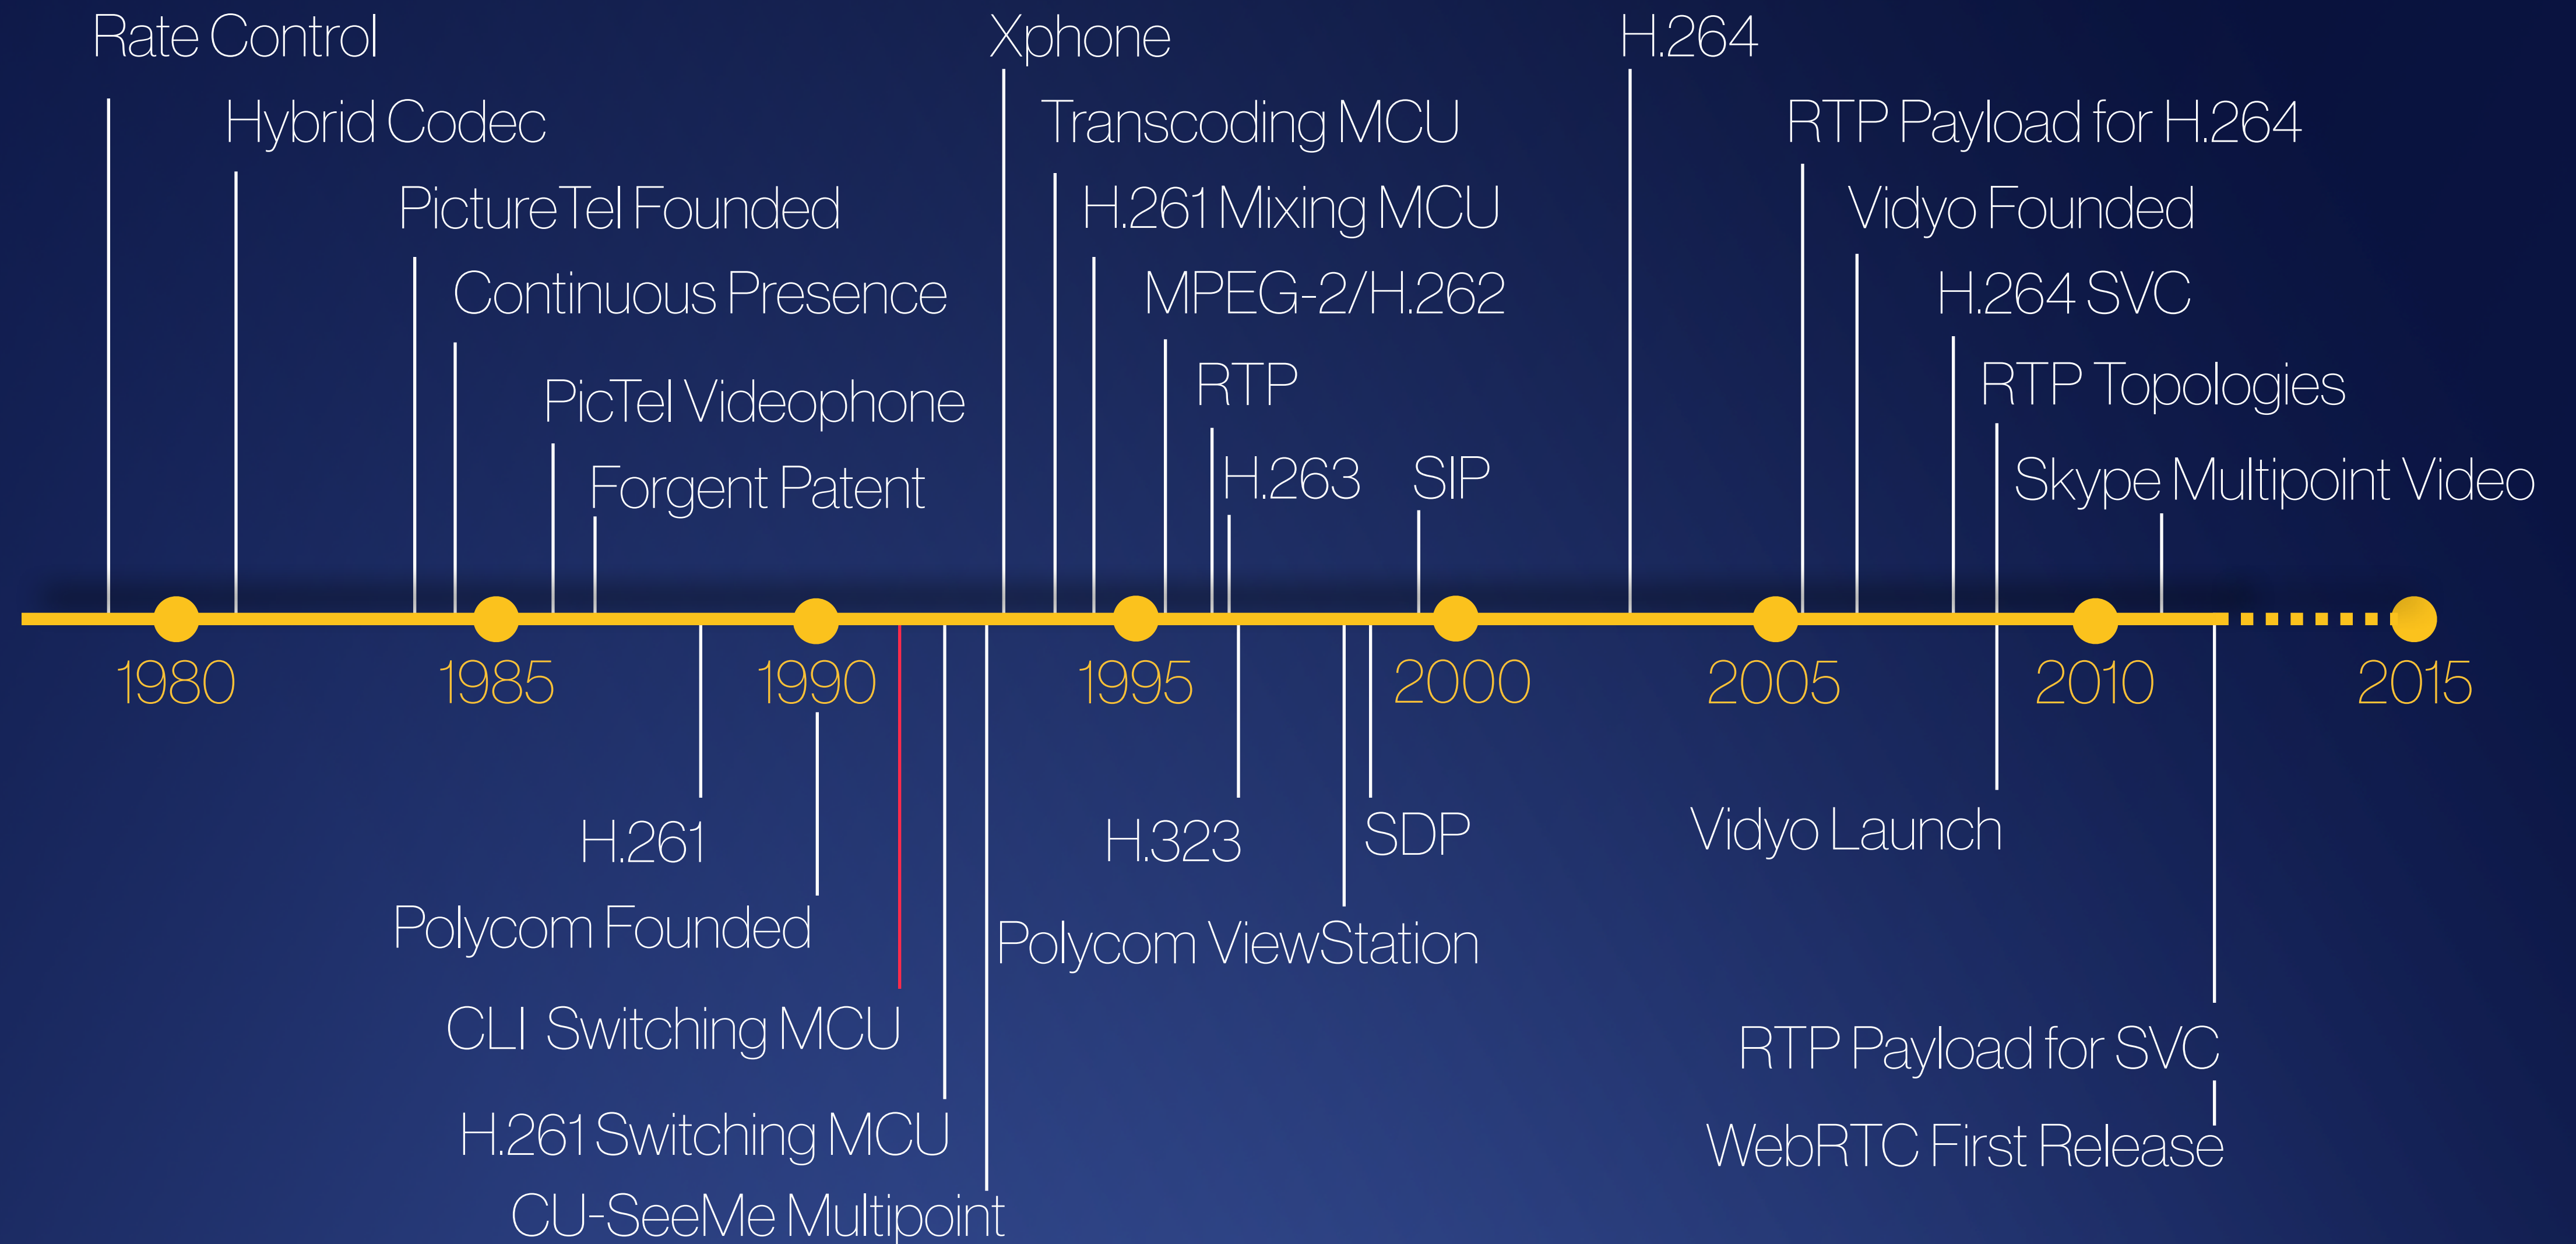 Rate Control
Xphone
H.264
Hybrid Codec
Transcoding MCU
RTP Payload for H.264
PictureTel Founded
H.261 Mixing MCU
Vidyo Founded
Continuous Presence
MPEG-2/H.262
H.264 SVC
RTP
RTP Topologies
PicTel Videophone
H.263
SIP
Skype Multipoint Video
Forgent Patent
1980
1985
1990
1995
2000
2005
2010
2015
H.261
H.323
SDP
Vidyo Launch
Polycom Founded
Polycom ViewStation
CLI Switching MCU
RTP Payload for SVC
H.261 Switching MCU
WebRTC First Release
CU-SeeMe Multipoint